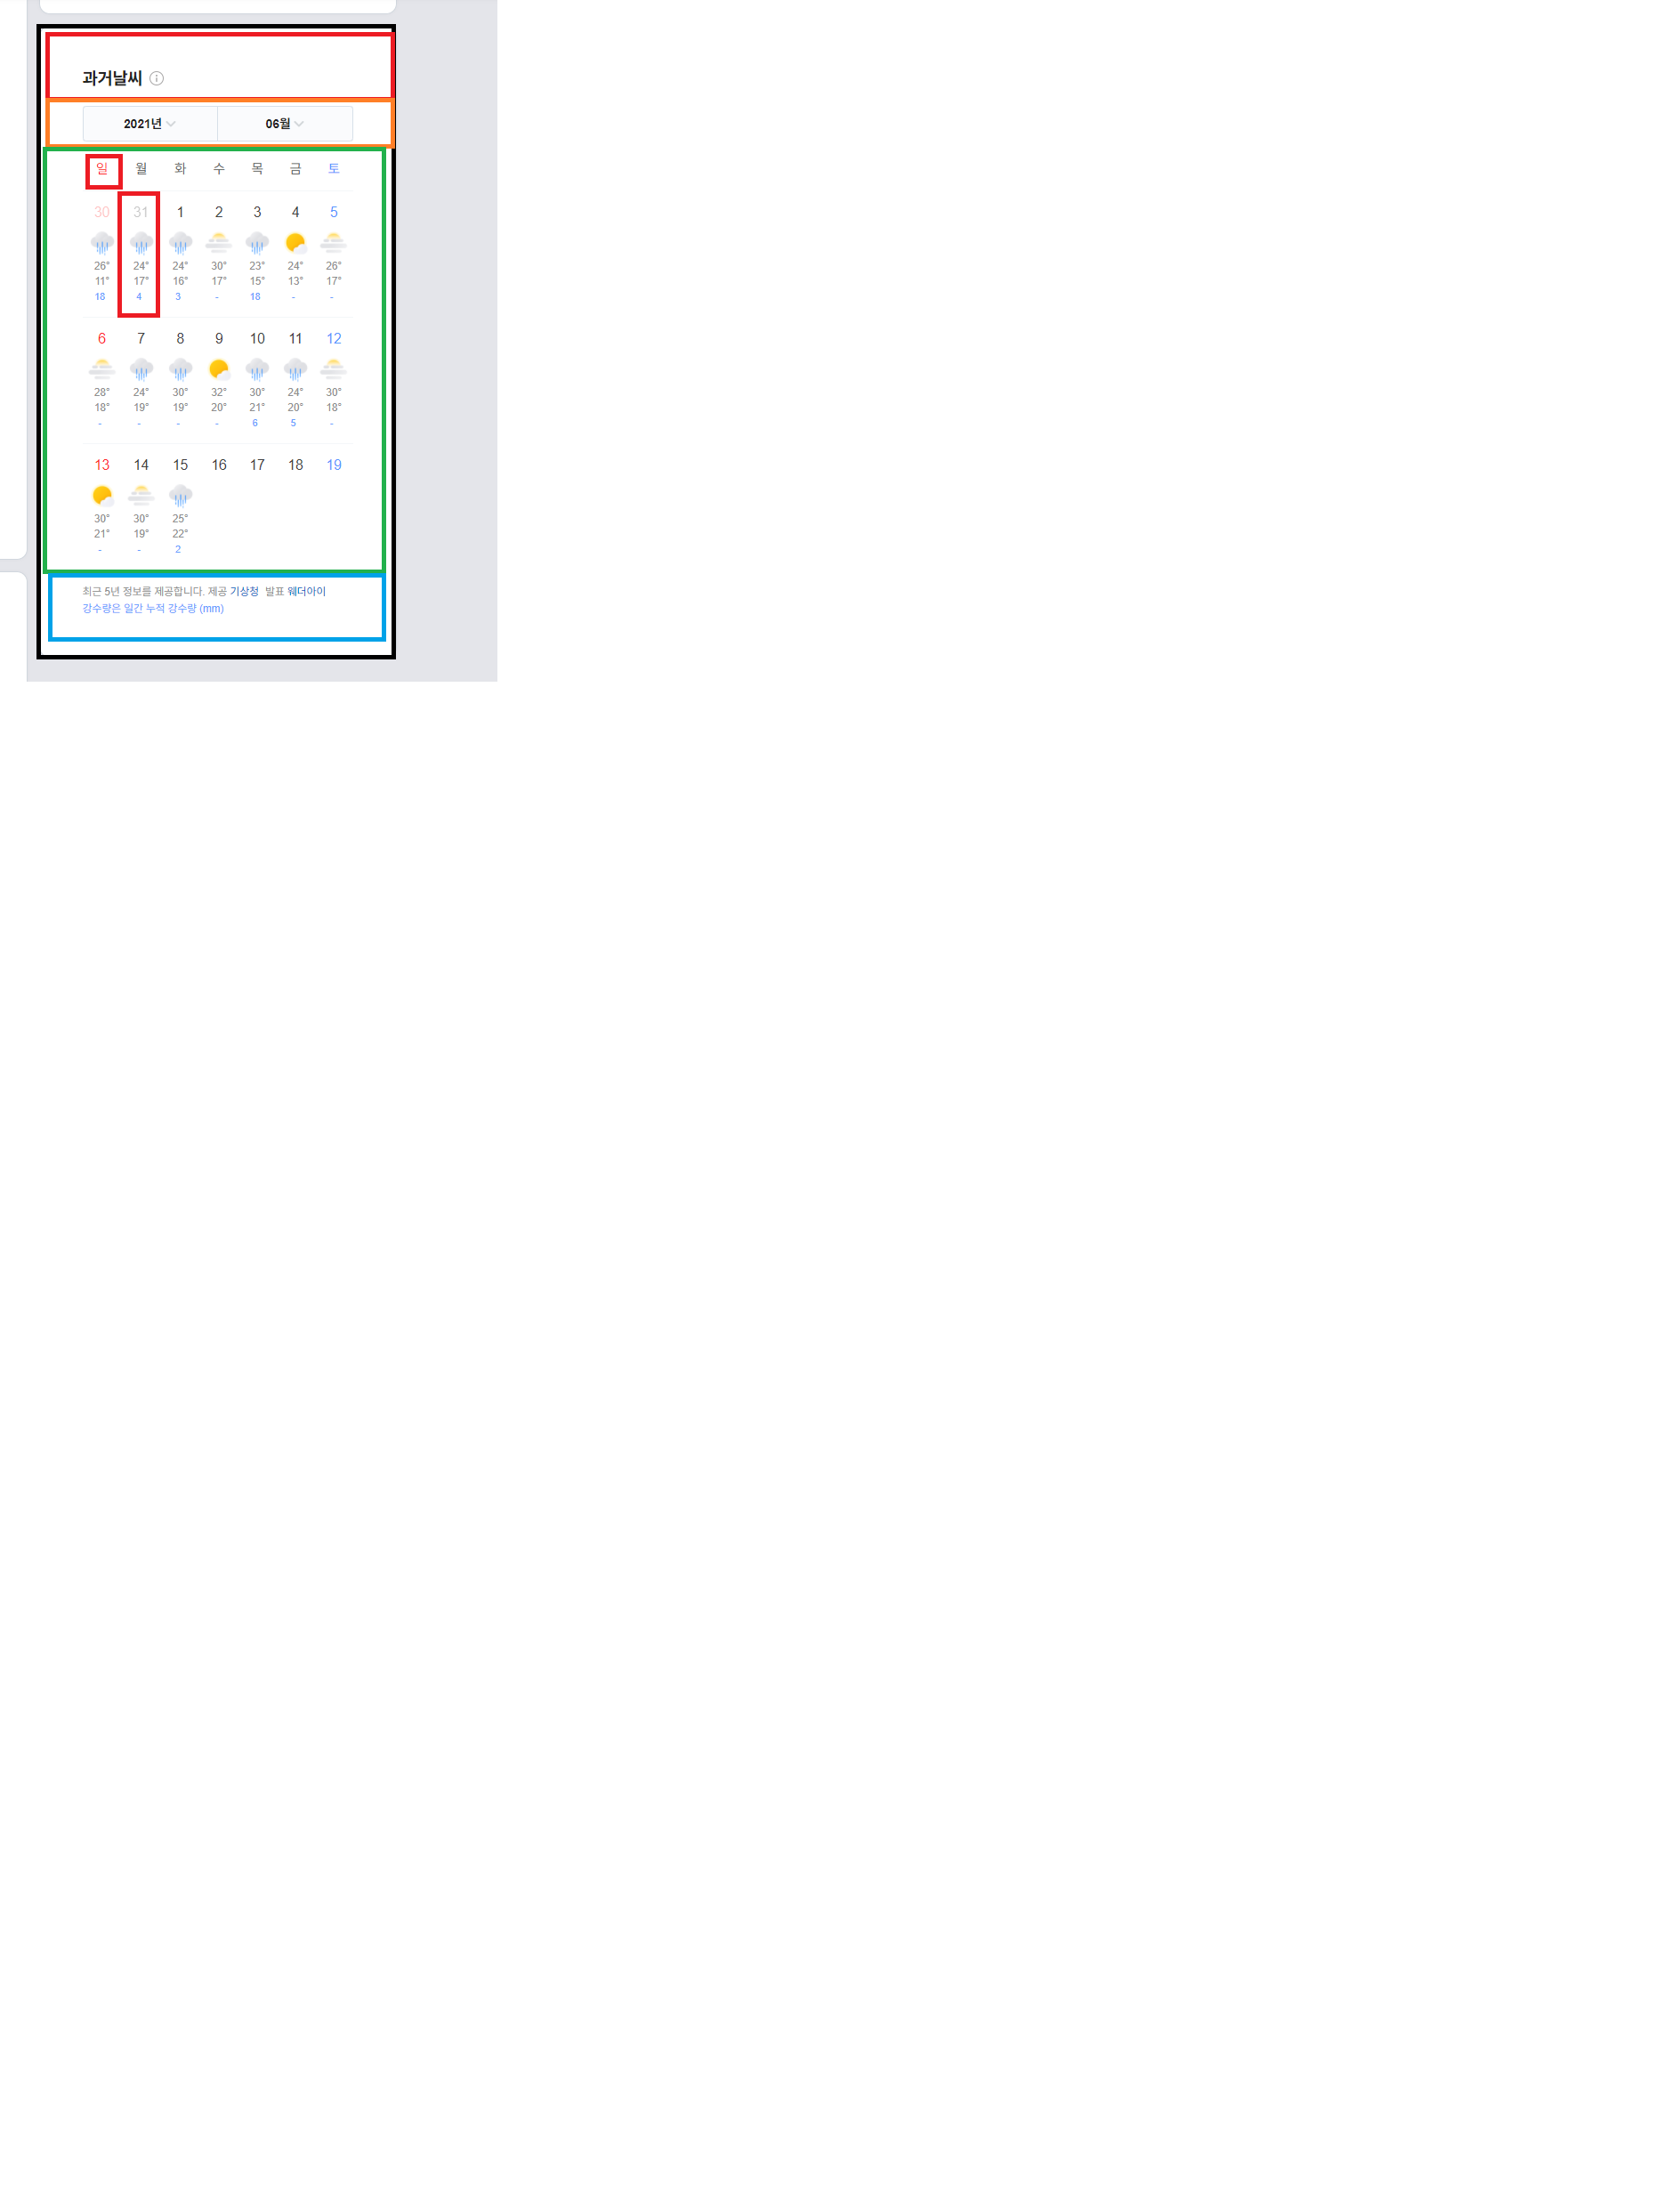 과거날씨
2021년 06월
일 월 화 수 목 금 토
30 31 1 2 3 4 5
26° 24° 24° 30° 23° 24° 26°
11° 17° 16° 17° 15° 13° 17°
18 4 3 - 18 - -
6 7 8 9 10 11 12
28° 24° 30° 32° 30° 24° 30°
18° 19° 19° 20° 21° 20° 18°
- - - - 6 5 -
13 14 15 16 17 18 19
30° 30° 25°
21° 19° 22°
- - 2
최근 5년 정보를 제공합니다. 제공 기상청 발표 웨더아이
강수량은 일간 누적 강수량 (mm)